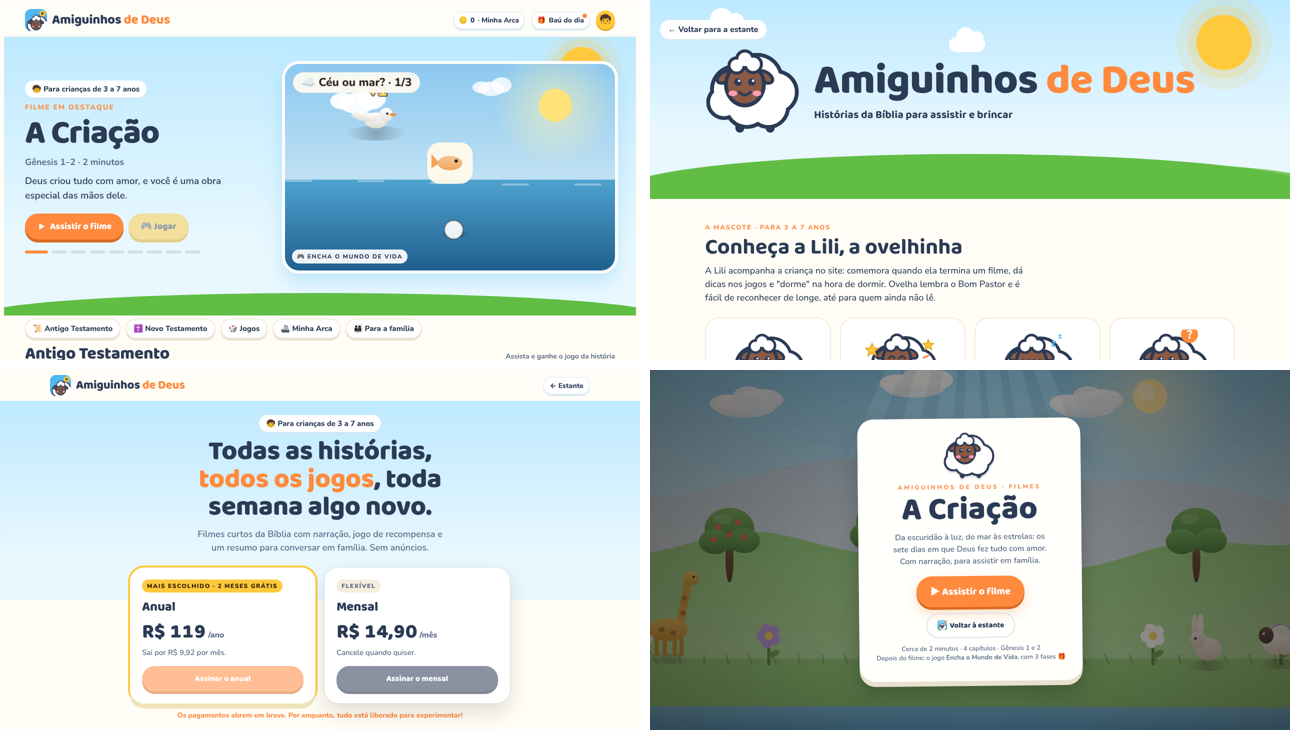 Amiguinhos de Deus
0 · Minha Arca
Baú do dia
Para crianças de 3 a 7 anos
FILME EM DESTAQUE
A Criação
Gênesis 1–2 · 2 minutos
Deus criou tudo com amor, e você é uma obra
especial das mãos dele.
Assistir o filme
Jogar
Céu ou mar? · 1/3
ENCHA O MUNDO DE VIDA
Antigo Testamento
Novo Testamento
Jogos
Minha Arca
Para a família
Antigo Testamento
Assista e ganhe o jogo da história
← Voltar para a estante
Amiguinhos de Deus
Histórias da Bíblia para assistir e brincar
A MASCOTE · PARA 3 A 7 ANOS
Conheça a Lili, a ovelhinha
A Lili acompanha a criança no site: comemora quando ela termina um filme, dá
dicas nos jogos e "dorme" na hora de dormir. Ovelha lembra o Bom Pastor e é
fácil de reconhecer de longe, até para quem ainda não lê.
z
?
Amiguinhos de Deus
← Estante
Para crianças de 3 a 7 anos
Todas as histórias,
todos os jogos, toda
semana algo novo.
Filmes curtos da Bíblia com narração, jogo de recompensa e
um resumo para conversar em família. Sem anúncios.
MAIS ESCOLHIDO · 2 MESES GRÁTIS
Anual
R$ 119 /ano
Sai por R$ 9,92 por mês.
Assinar o anual
FLEXÍVEL
Mensal
R$ 14,90 /mês
Cancele quando quiser.
Assinar o mensal
Os pagamentos abrem em breve. Por enquanto, tudo está liberado para experimentar!
AMIGUINHOS DE DEUS · FILMES
A Criação
Da escuridão à luz, do mar às estrelas: os
sete dias em que Deus fez tudo com amor.
Com narração, para assistir em família.
Assistir o filme
Voltar à estante
Cerca de 2 minutos · 4 capítulos · Gênesis 1 e 2
Depois do filme: o jogo Encha o Mundo de Vida, com 3 fases